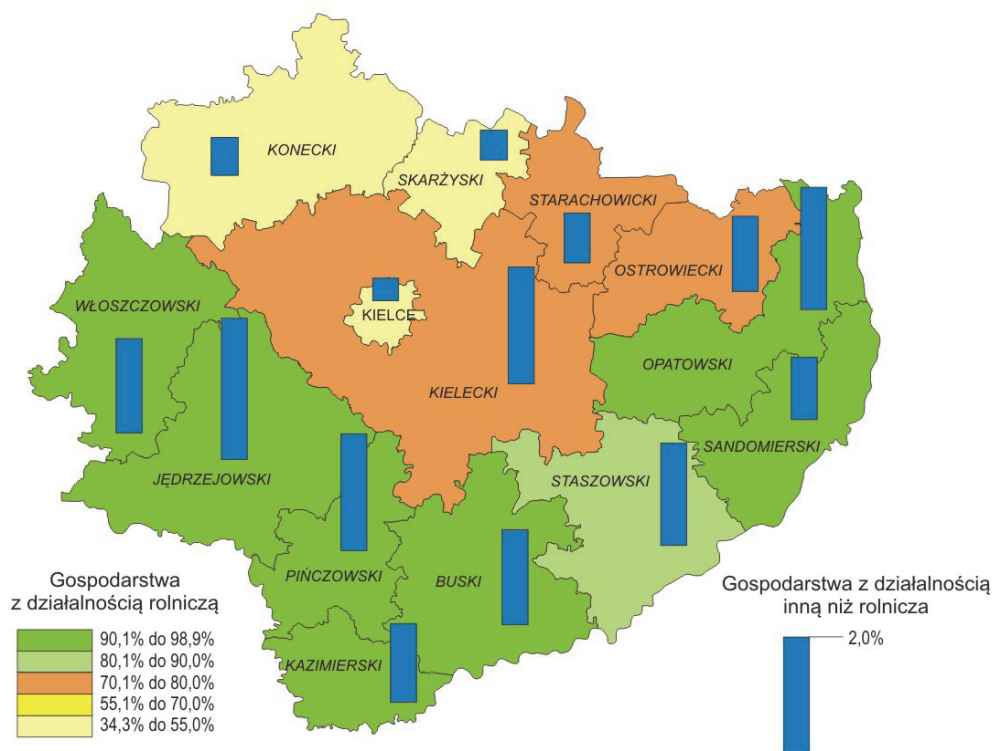 KONECKI
SKARŻYSKI
STARACHOWICKI
OSTROWIECKI
WŁOSZCZOWSKI
KIELCE
OPATOWSKI
KIELECKI
SANDOMIERSKI
JĘDRZEJOWSKI
STASZOWSKI
PIŃCZOWSKI
BUSKI
KAZIMIERSKI
Gospodarstwa
z działalnością rolniczą
90,1% do 98,9%
80,1% do 90,0%
70,1% do 80,0%
55,1% do 70,0%
34,3% do 55,0%
Gospodarstwa z działalnością
inną niż rolnicza
2,0%